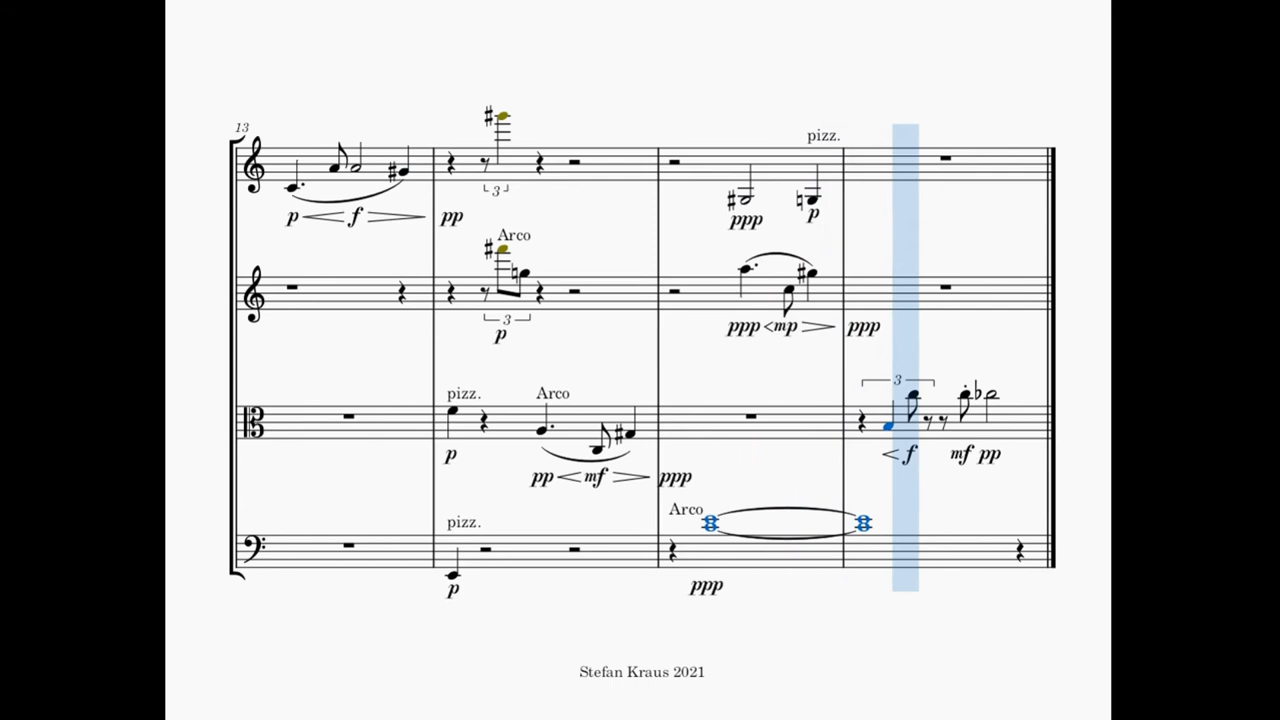 13
pizz.
3
p f pp
Arco
ppp p
3
p
ppp mp ppp
pizz. Arco
3
p
f mf pp
pp mf ppp
Arco
pizz.
p
ppp
Stefan Kraus 2021